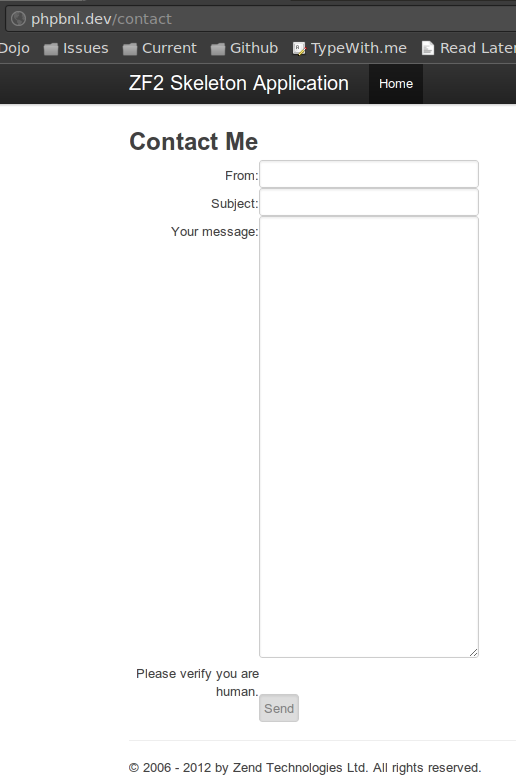 phpbnl.dev/contact
Dojo Issues Current Github TypeWith.me Read Later
ZF2 Skeleton Application Home
Contact Me
From:
Subject:
Your message:
Please verify you are
human.
Send
© 2006 - 2012 by Zend Technologies Ltd. All rights reserved.